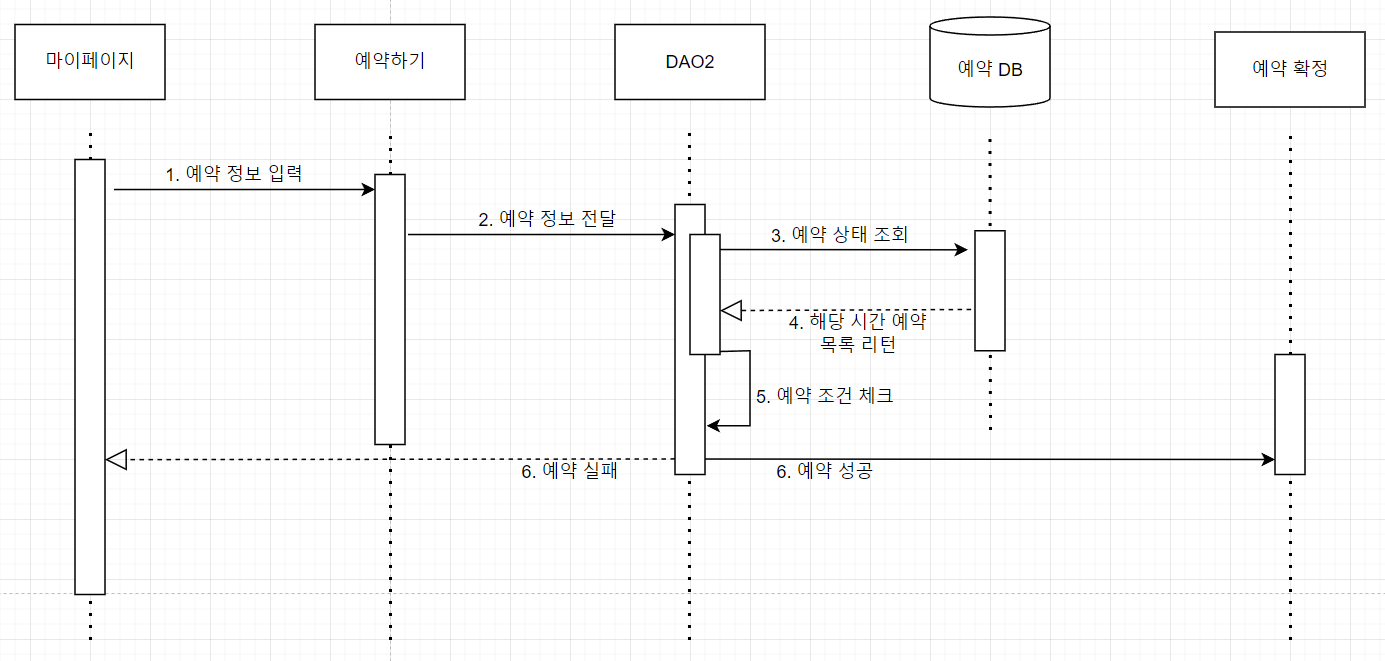 마이페이지
예약하기
DAO2
예약 DB
예약 확정
1. 예약 정보 입력
2. 예약 정보 전달
3. 예약 상태 조회
4. 해당 시간 예약
목록 리턴
5. 예약 조건 체크
6. 예약 실패
6. 예약 성공